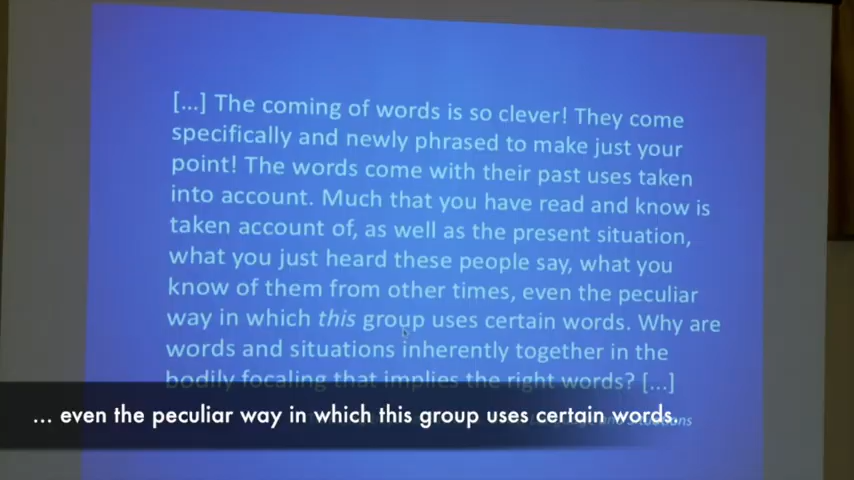 [...] The coming of words is so clever! They come
specifically and newly phrased to make just your
point! The words come with their past uses taken
into account. Much that you have read and know is
taken account of, as well as the present situation,
what you just heard these people say, what you
know of them from other times, even the peculiar
way in which this group uses certain words. Why are
words and situations inherently together in the
bodily focaling that implies the right words? [...]
... even the peculiar way in which this group uses certain words.
and Situations